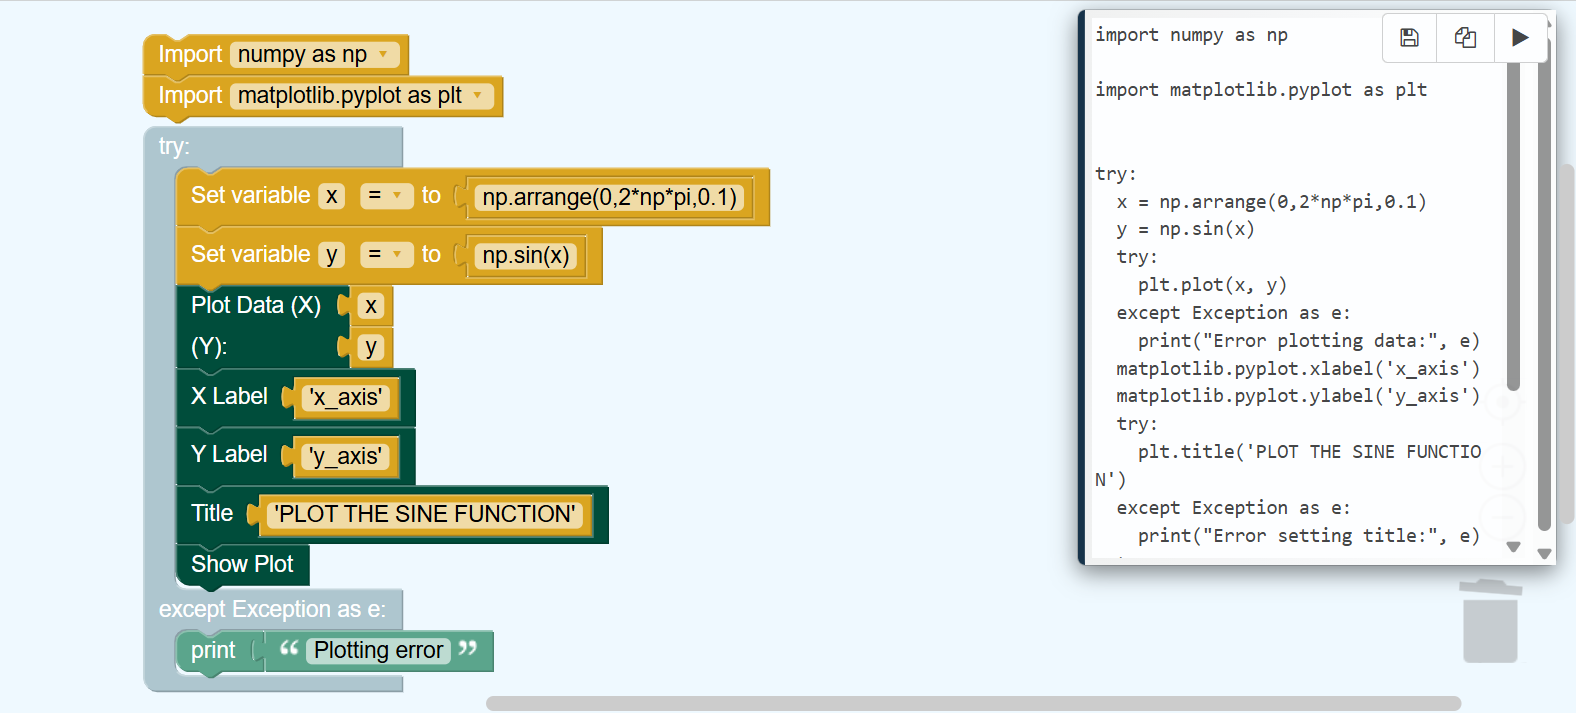 Import numpy as np
Import matplotlib.pyplot as plt
try:
Set variable x = to np.arrange(0,2*np*pi,0.1)
Set variable y = to np.sin(x)
Plot Data (X) x
(Y): y
X Label 'x_axis'
Y Label 'y_axis'
Title 'PLOT THE SINE FUNCTION'
Show Plot
except Exception as e:
print “ Plotting error ”
import numpy as np
import matplotlib.pyplot as plt
try:
x = np.arrange(0,2*np*pi,0.1)
y = np.sin(x)
try:
plt.plot(x, y)
except Exception as e:
print("Error plotting data:", e)
matplotlib.pyplot.xlabel('x_axis')
matplotlib.pyplot.ylabel('y_axis')
try:
plt.title('PLOT THE SINE FUNCTIO
N')
except Exception as e:
print("Error setting title:", e)